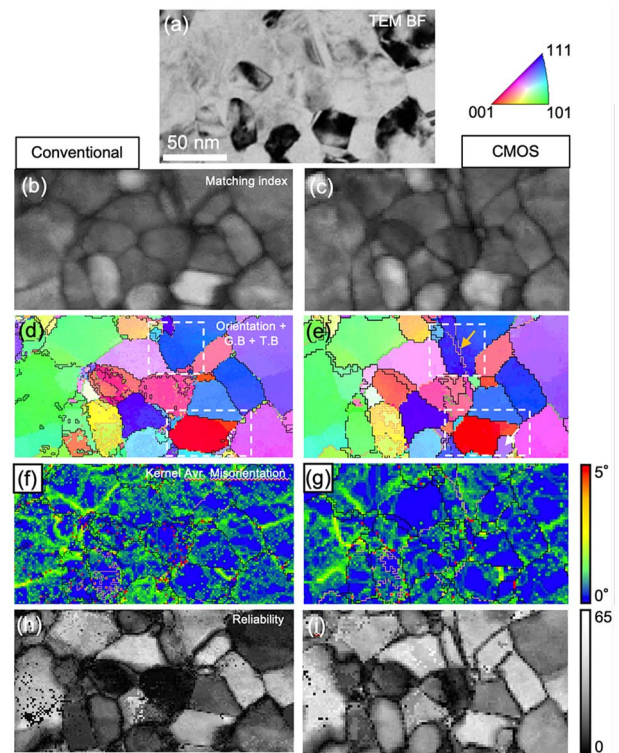 (a)
TEM BF
50 nm
111
001
101
Conventional
CMOS
(b)
Matching index
(c)
(d)
Orientation +
G.B + T.B
(e)
(f)
Kernel Avr. Misorientation
(g)
5°
0°
(h)
Reliability
(i)
65
0